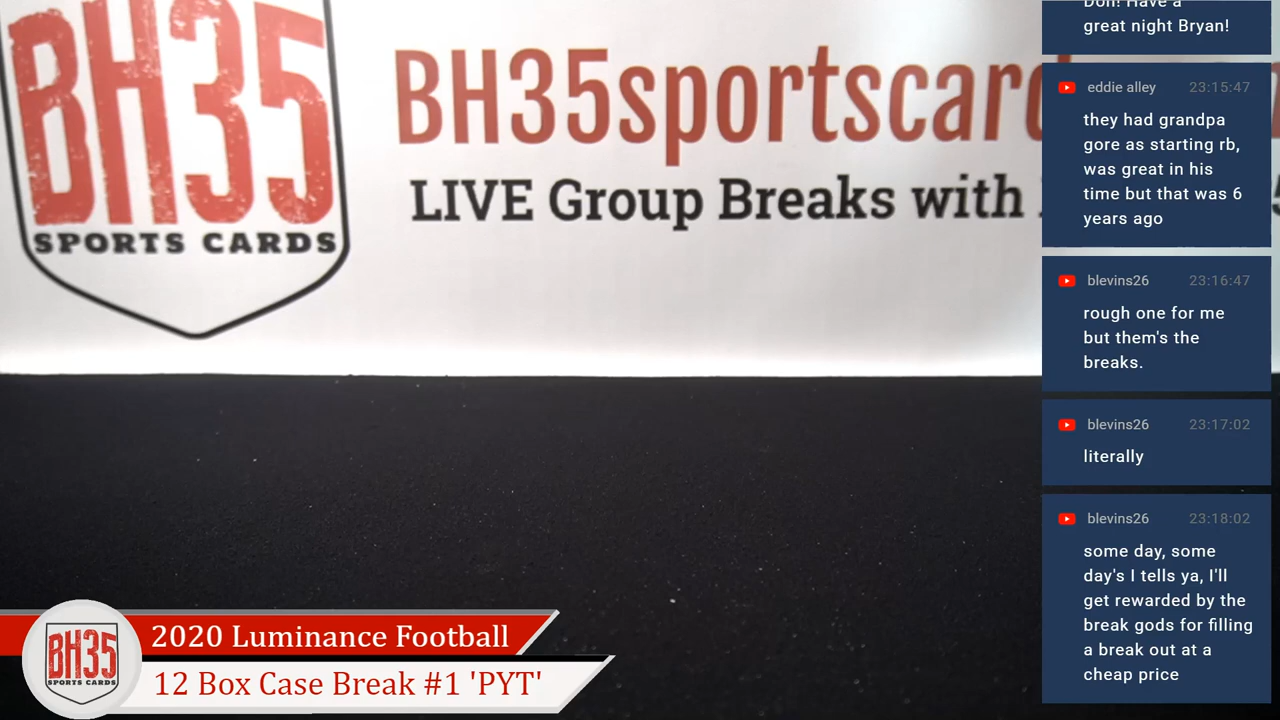 BH35
SPORTS CARDS
BH35sportscar
LIVE Group Breaks with
Don! Have a
great night Bryan!
eddie alley 23:15:47
they had grandpa
gore as starting rb,
was great in his
time but that was 6
years ago
blevins26 23:16:47
rough one for me
but them's the
breaks.
blevins26 23:17:02
literally
blevins26 23:18:02
some day, some
day's I tells ya, I'll
get rewarded by the
break gods for filling
a break out at a
cheap price
BH35
SPORTS CARDS
2020 Luminance Football
12 Box Case Break #1 'PYT'